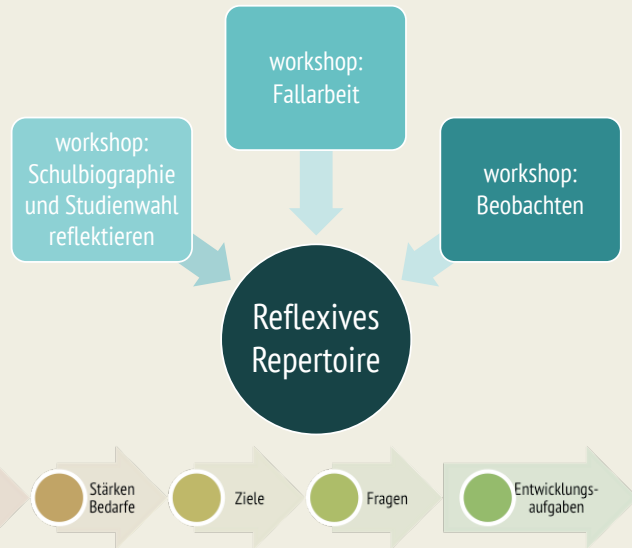 workshop:
Fallarbeit
workshop:
Schulbiographie
und Studienwahl
reflektieren
workshop:
Beobachten
Reflexives
Repertoire
Stärken
Bedarfe
Ziele
Fragen
Entwicklungs-
aufgaben